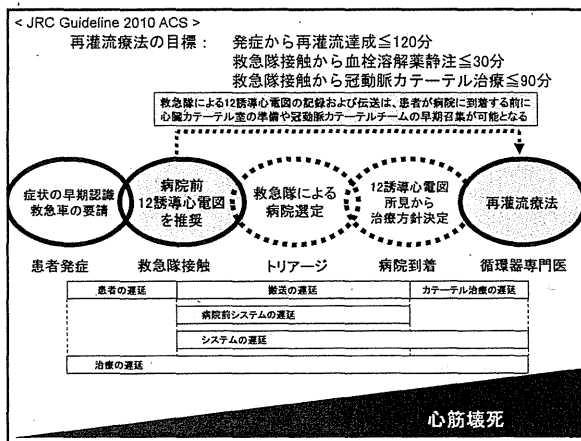 < JRC Guideline 2010 ACS >
再灌流療法の目標： 発症から再灌流達成≦120分
救急隊接触から血栓溶解薬静注≦30分
救急隊接触から冠動脈カテーテル治療≦90分
救急隊による12誘導心電図の記録および伝送は、患者が病院に到着する前に
心臓カテーテル室の準備や冠動脈カテーテルチームの早期召集が可能となる
症状の早期認識
救急車の要請
病院前
12誘導心電図
を推奨
救急隊による
病院選定
12誘導心電図
所見から
治療方針決定
再灌流療法
患者発症 救急隊接触 トリアージ 病院到着 循環器専門医
患者の遅延 搬送の遅延 カテーテル治療の遅延
病院前システムの遅延
システムの遅延
治療の遅延
心筋壊死